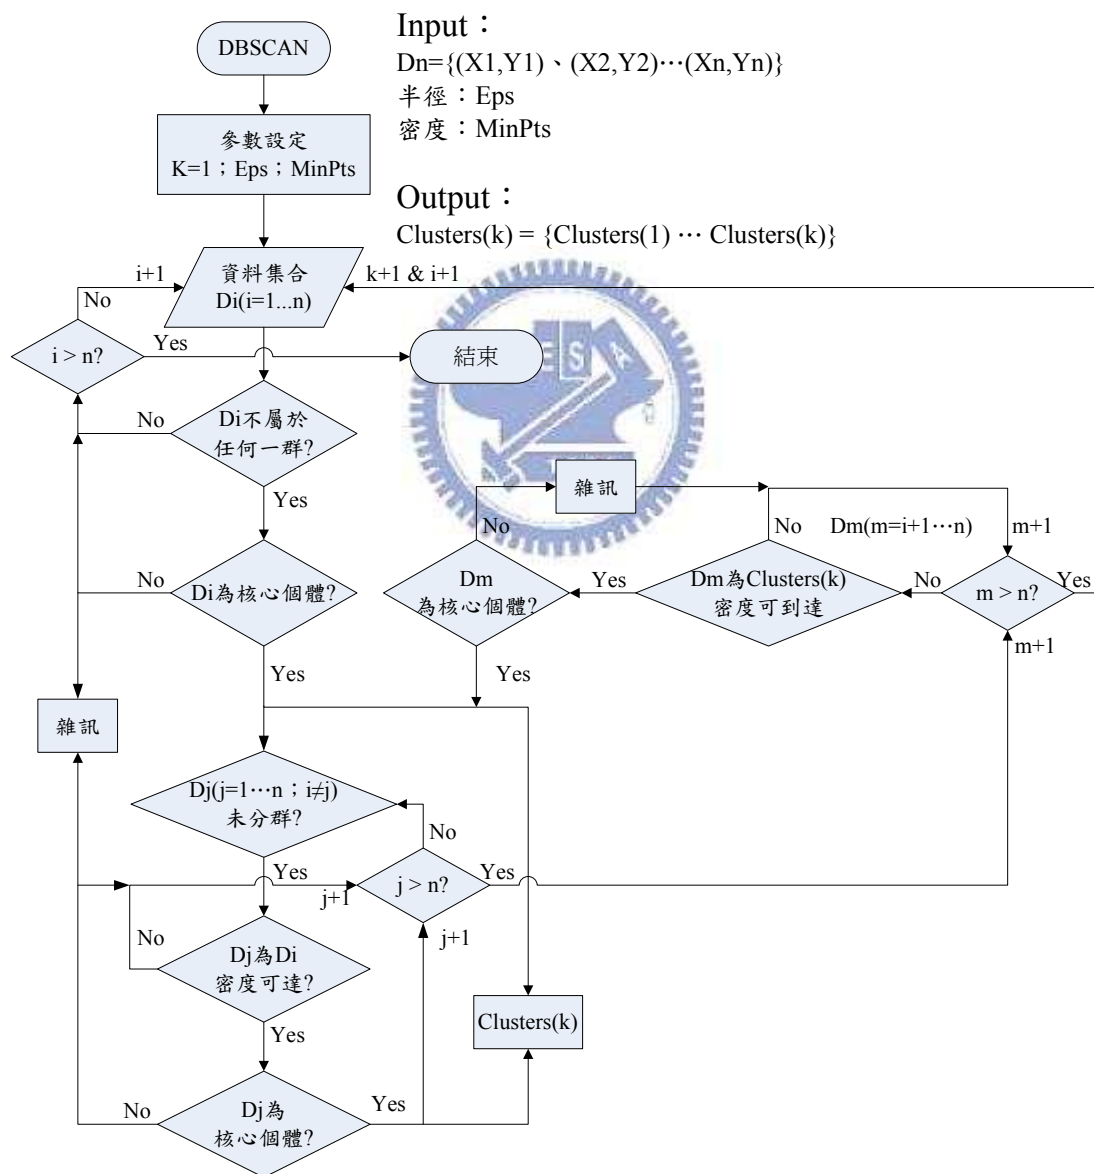 DBSCAN
Input：
Dn={(X1,Y1)、(X2,Y2)⋯(Xn,Yn)}
半徑：Eps
密度：MinPts
參數設定
K=1；Eps；MinPts
Output：
Clusters(k) = {Clusters(1) ⋯ Clusters(k)}
i+1
資料集合
Di(i=1...n)
k+1 & i+1
No
i > n?
Yes
結束
E S A
No
Di不屬於
任何一群?
Yes
雜訊
No
No
Dm(m=i+1⋯n)
m+1
No
Di為核心個體?
Dm
為核心個體?
Yes
Dm為Clusters(k)
密度可到達
No
m > n?
Yes
m+1
Yes
Yes
雜訊
Dj(j=1⋯n；i≠j)
未分群?
No
Yes
j+1
j > n?
Yes
No
Dj為Di
密度可達?
j+1
Yes
Clusters(k)
No
Dj為
核心個體?
Yes